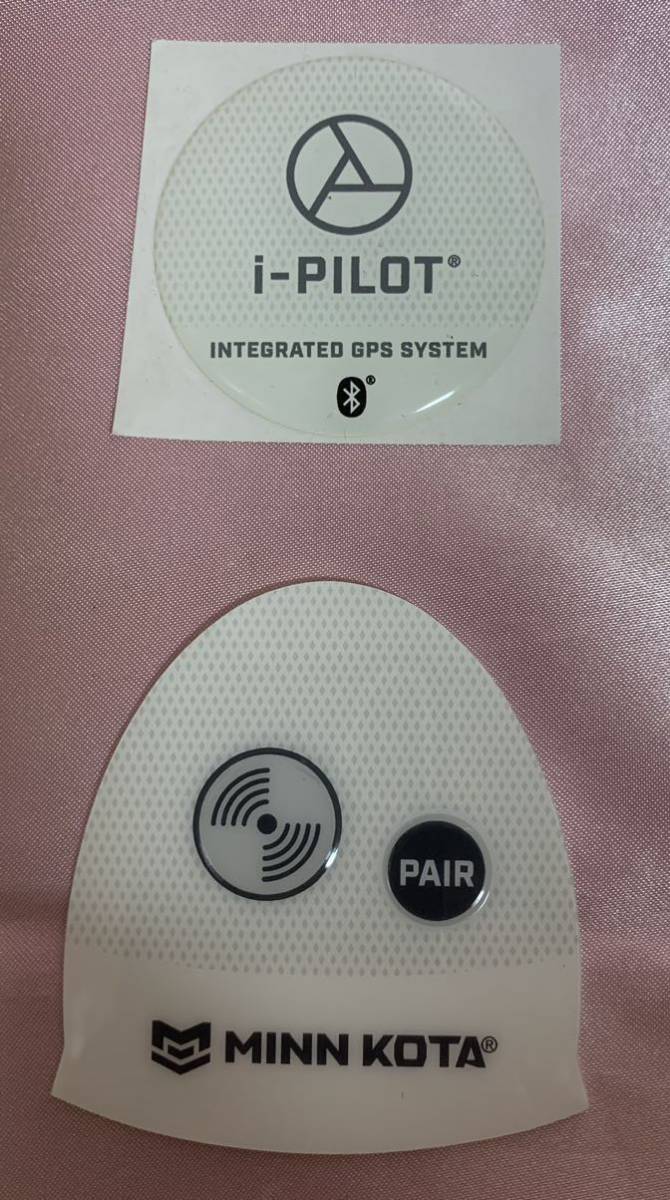 i-PILOT®
INTEGRATED GPS SYSTEM
®
PAIR
MINN KOTA®